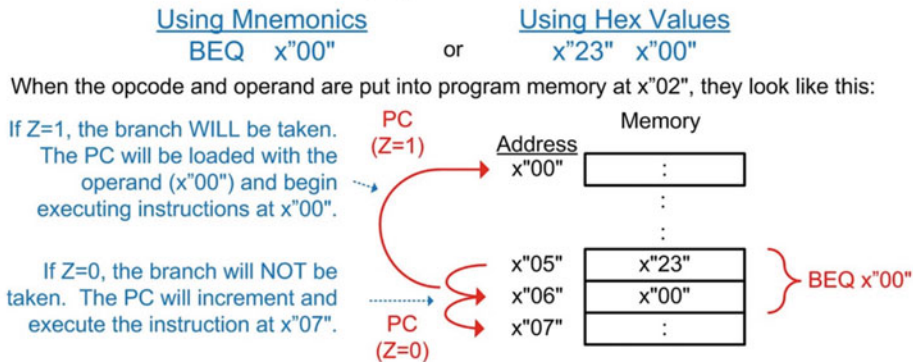 Using Mnemonics
BEQ x"00"
or
Using Hex Values
x"23" x"00"
When the opcode and operand are put into program memory at x"02", they look like this:
If Z=1, the branch WILL be taken.
The PC will be loaded with the
operand (x"00") and begin
executing instructions at x"00".
If Z=0, the branch will NOT be
taken. The PC will increment and
execute the instruction at x"07".
PC
(Z=1)
PC
(Z=0)
Memory
Address
x"00" :
:
:
x"05" x"23"
x"06" x"00"
x"07" :
BEQ x"00"